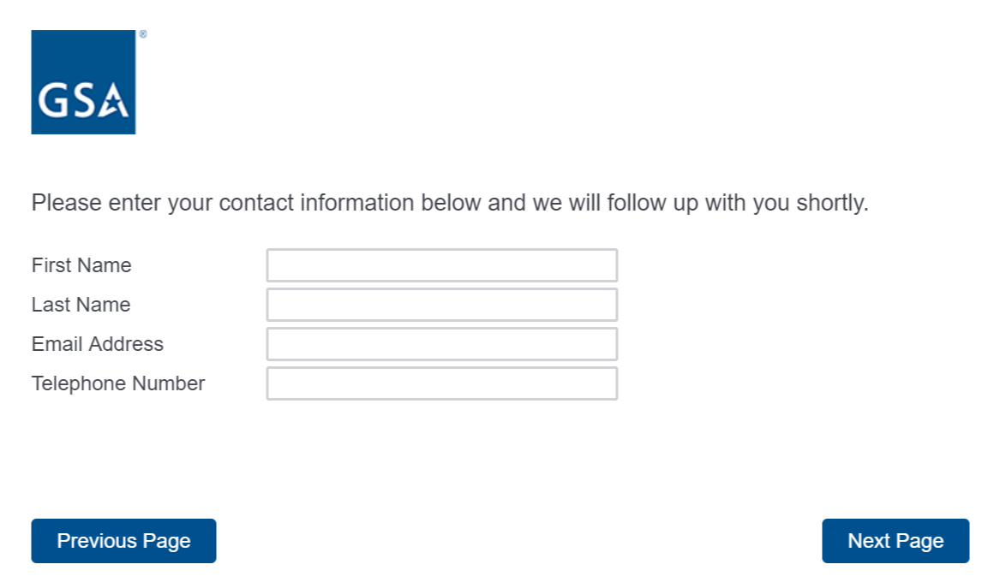 ®
GSA
Please enter your contact information below and we will follow up with you shortly.
First Name
Last Name
Email Address
Telephone Number
Previous Page
Next Page